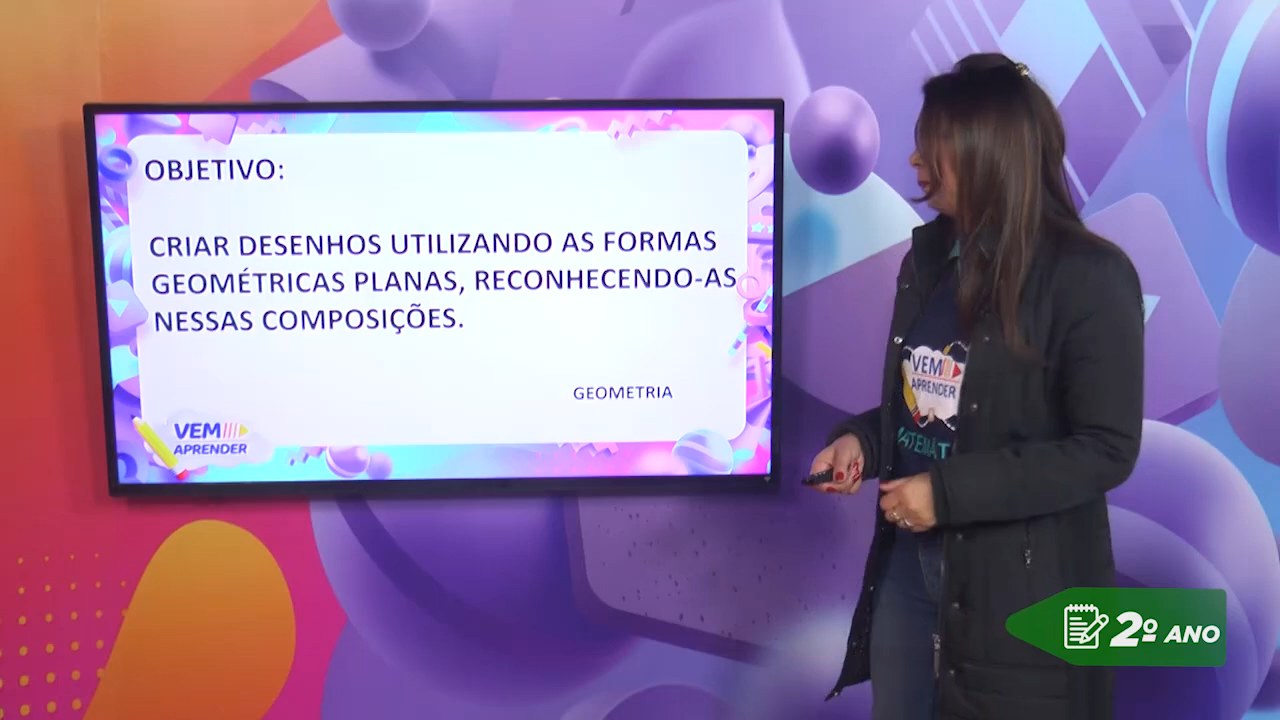 OBJETIVO:
CRIAR DESENHOS UTILIZANDO AS FORMAS
GEOMÉTRICAS PLANAS, RECONHECENDO-AS
NESSAS COMPOSIÇÕES.
GEOMETRIA
VEM
APRENDER
VEM
APRENDER
2º ANO